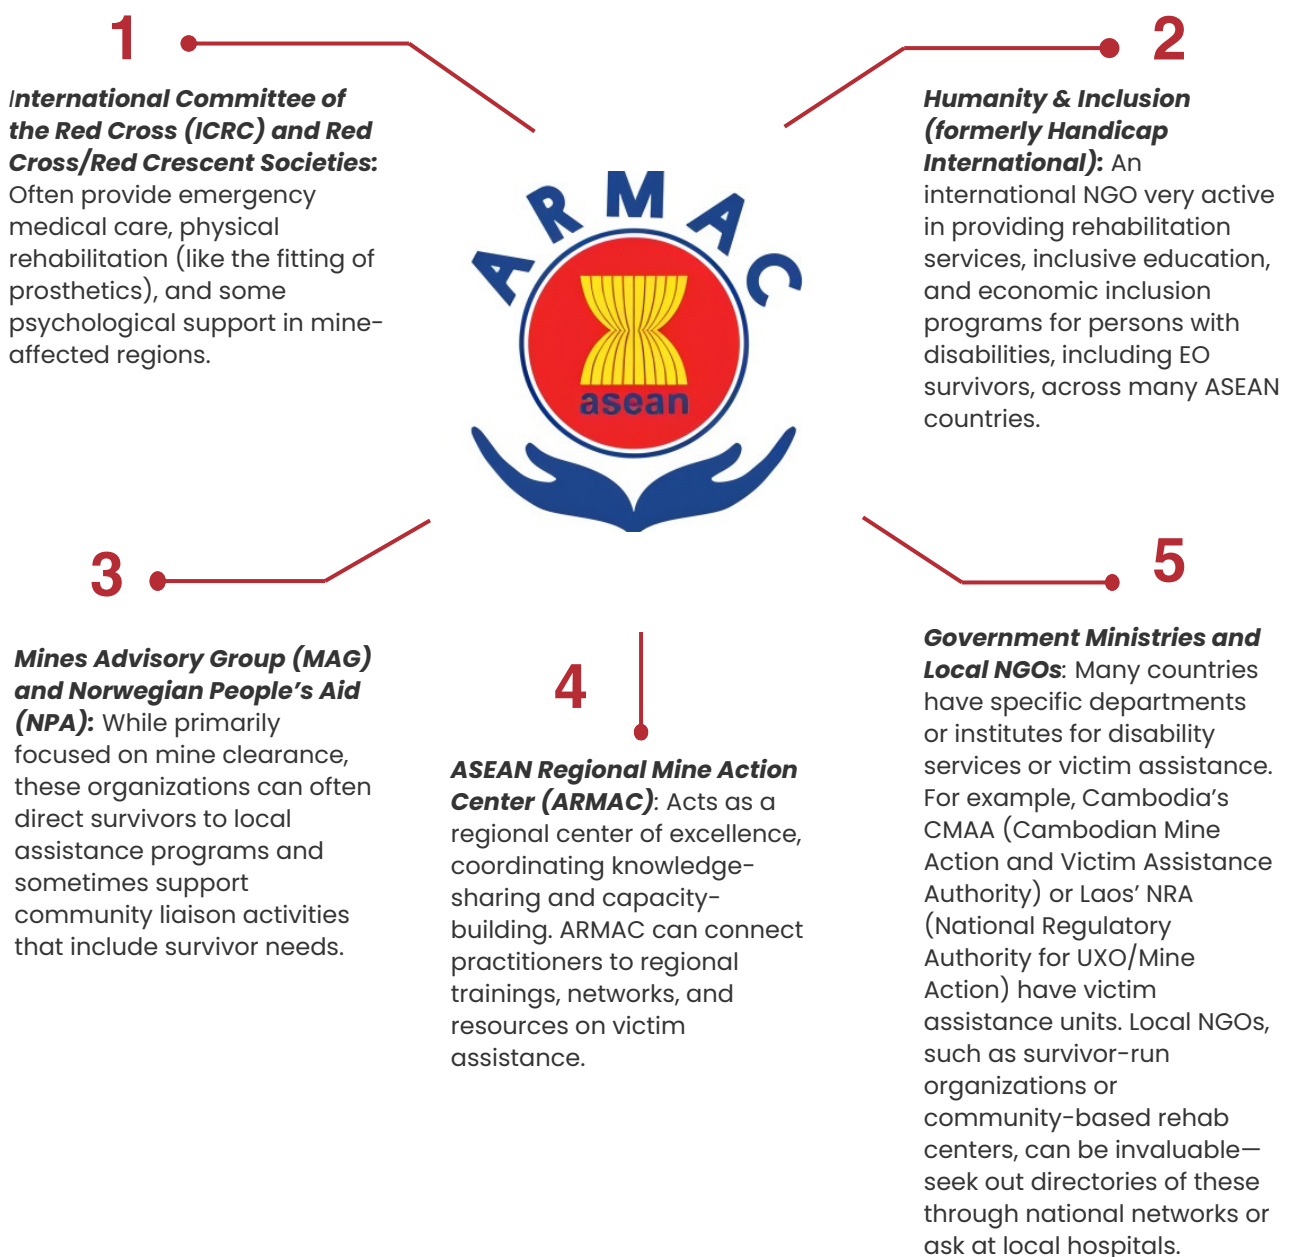 1
International Committee of
the Red Cross (ICRC) and Red
Cross/Red Crescent Societies:
Often provide emergency
medical care, physical
rehabilitation (like the fitting of
prosthetics), and some
psychological support in mine-
affected regions.
2
Humanity & Inclusion
(formerly Handicap
International): An
international NGO very active
in providing rehabilitation
services, inclusive education,
and economic inclusion
programs for persons with
disabilities, including EO
survivors, across many ASEAN
countries.
ARMAC
asean
3
Mines Advisory Group (MAG)
and Norwegian People’s Aid
(NPA): While primarily
focused on mine clearance,
these organizations can often
direct survivors to local
assistance programs and
sometimes support
community liaison activities
that include survivor needs.
4
ASEAN Regional Mine Action
Center (ARMAC): Acts as a
regional center of excellence,
coordinating knowledge-
sharing and capacity-
building. ARMAC can connect
practitioners to regional
trainings, networks, and
resources on victim
assistance.
5
Government Ministries and
Local NGOs: Many countries
have specific departments
or institutes for disability
services or victim assistance.
For example, Cambodia’s
CMAA (Cambodian Mine
Action and Victim Assistance
Authority) or Laos’ NRA
(National Regulatory
Authority for UXO/Mine
Action) have victim
assistance units. Local NGOs,
such as survivor-run
organizations or
community-based rehab
centers, can be invaluable—
seek out directories of these
through national networks or
ask at local hospitals.